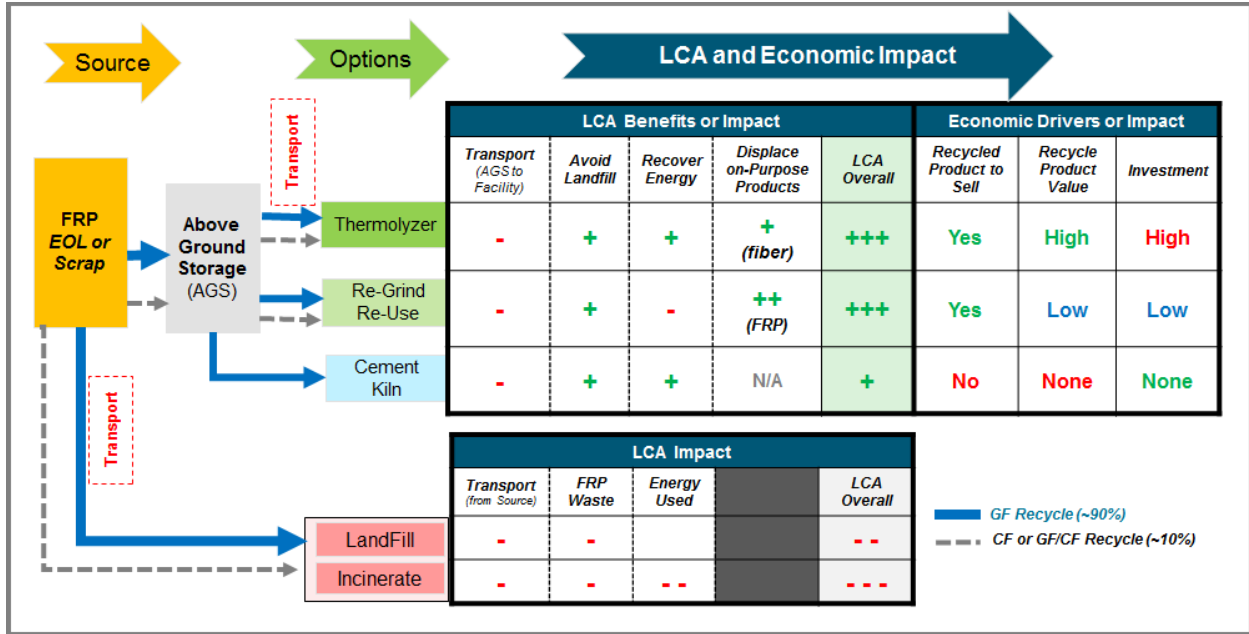 Source
Options
LCA and Economic Impact
Transport
FRP
EOL or
Scrap
Above
Ground
Storage
(AGS)
Thermolyzer
Re-Grind
Re-Use
Cement
Kiln
Transport
LandFill
Incinerate
LCA Benefits or Impact
Economic Drivers or Impact
Transport
(AGS to
Facility)
Avoid
Landfill
Recover
Energy
Displace
on-Purpose
Products
LCA
Overall
Recycled
Product to
Sell
Recycle
Product
Value
Investment
- + + + (fiber) +++ Yes High High
- + - ++ (FRP) +++ Yes Low Low
- + + N/A + No None None
LCA Impact
Transport
(from Source)
FRP
Waste
Energy
Used
LCA
Overall
- - - -
- - - - - - -
GF Recycle (~90%)
CF or GF/CF Recycle (~10%)